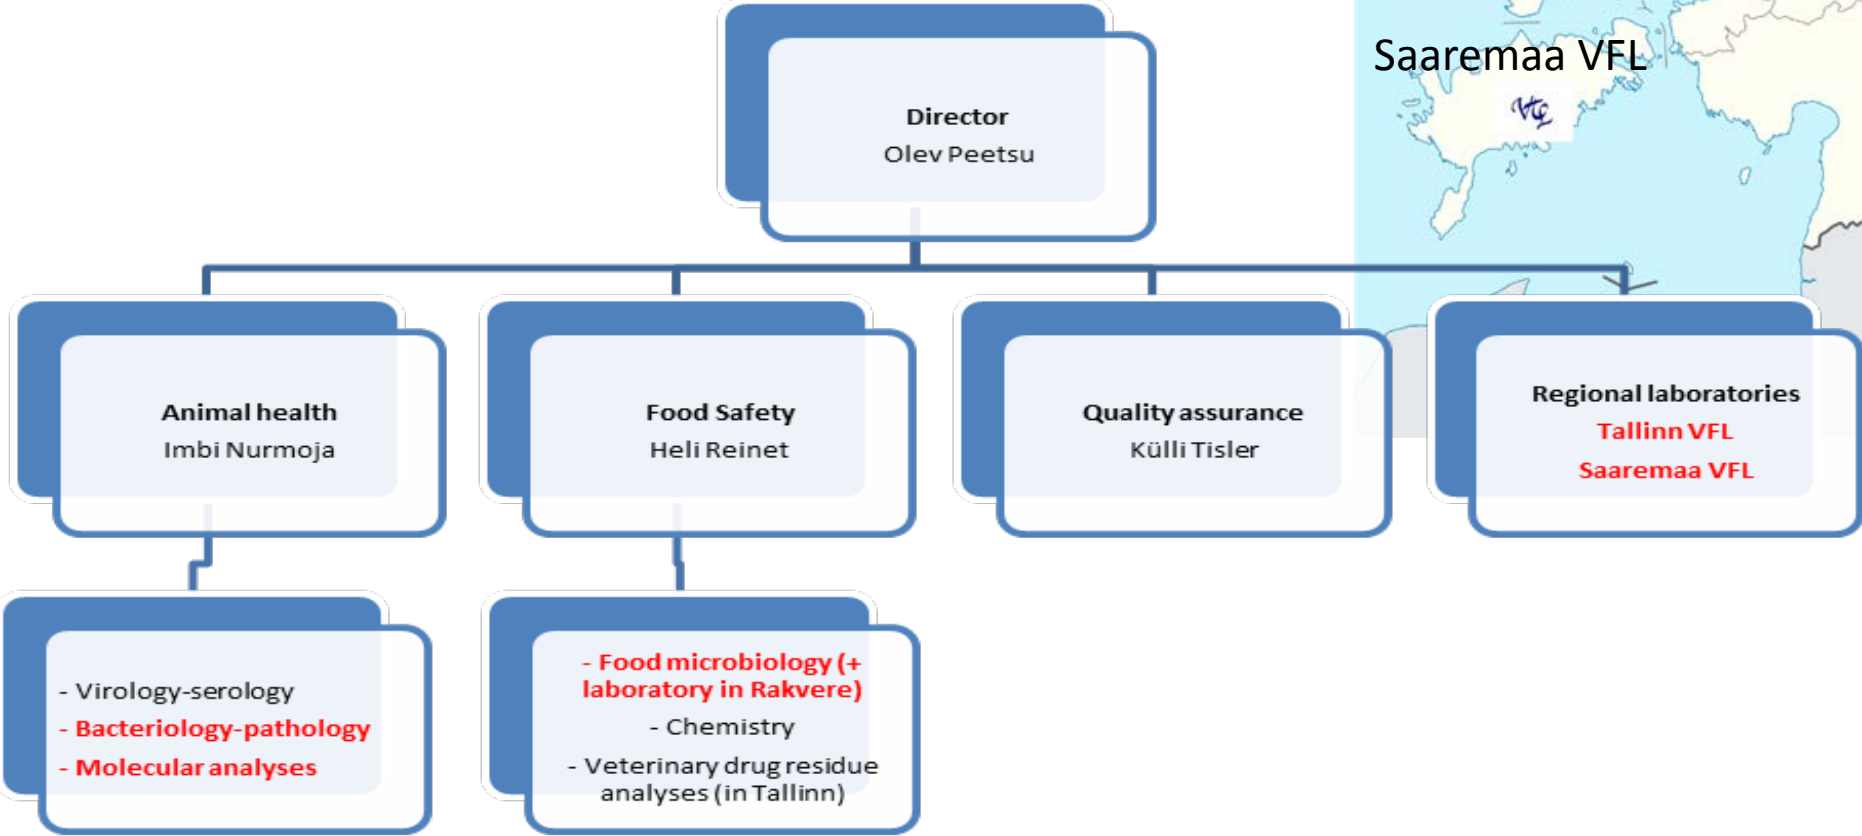 Saaremaa VFL
VTL
Director
Olev Peetsu
Animal health
Imbi Nurmoja
Food Safety
Heli Reinet
Quality assurance
Külli Tisler
Regional laboratories
Tallinn VFL
Saaremaa VFL
- Virology-serology
- Bacteriology-pathology
- Molecular analyses
- Food microbiology (+
laboratory in Rakvere)
- Chemistry
- Veterinary drug residue
analyses (in Tallinn)